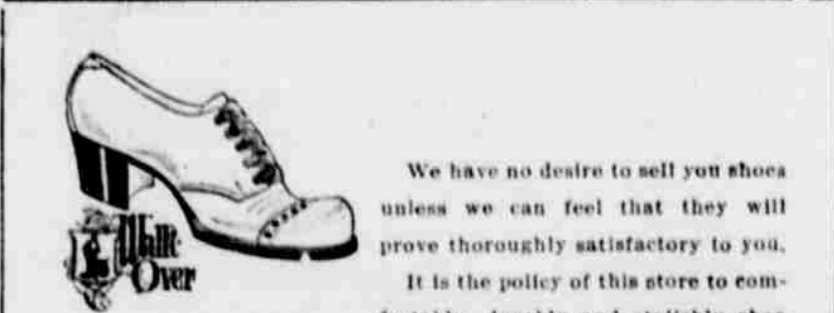 Walk-Over
We have no desire to sell you shoes
unless we can feel that they will
prove thoroughly satisfactory to you.
It is the policy of this store to com-